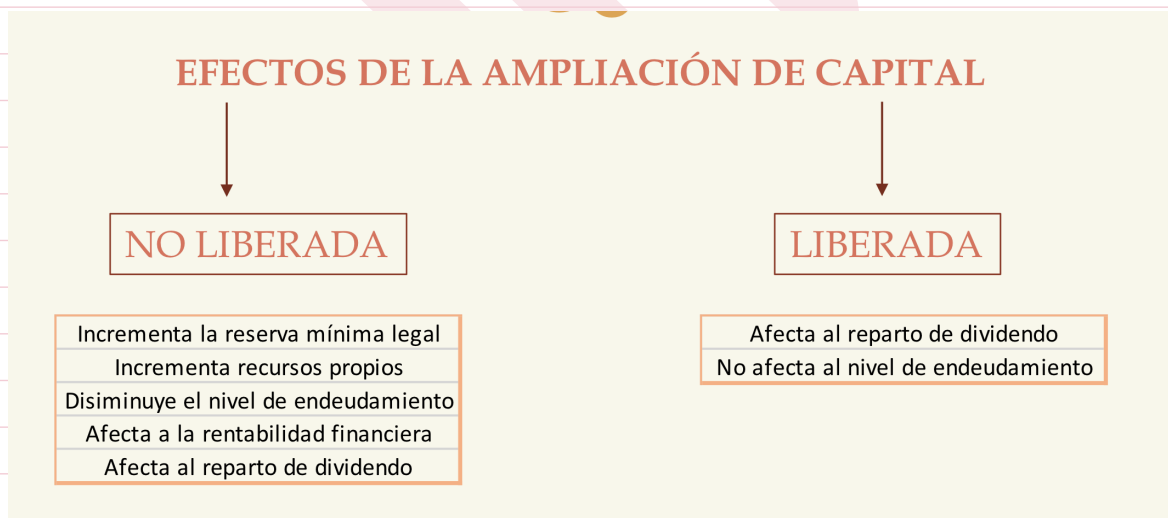 EFECTOS DE LA AMPLIACIÓN DE CAPITAL
NO LIBERADA
Incrementa la reserva mínima legal
Incrementa recursos propios
Disiminuye el nivel de endeudamiento
Afecta a la rentabilidad financiera
Afecta al reparto de dividendo
LIBERADA
Afecta al reparto de dividendo
No afecta al nivel de endeudamiento